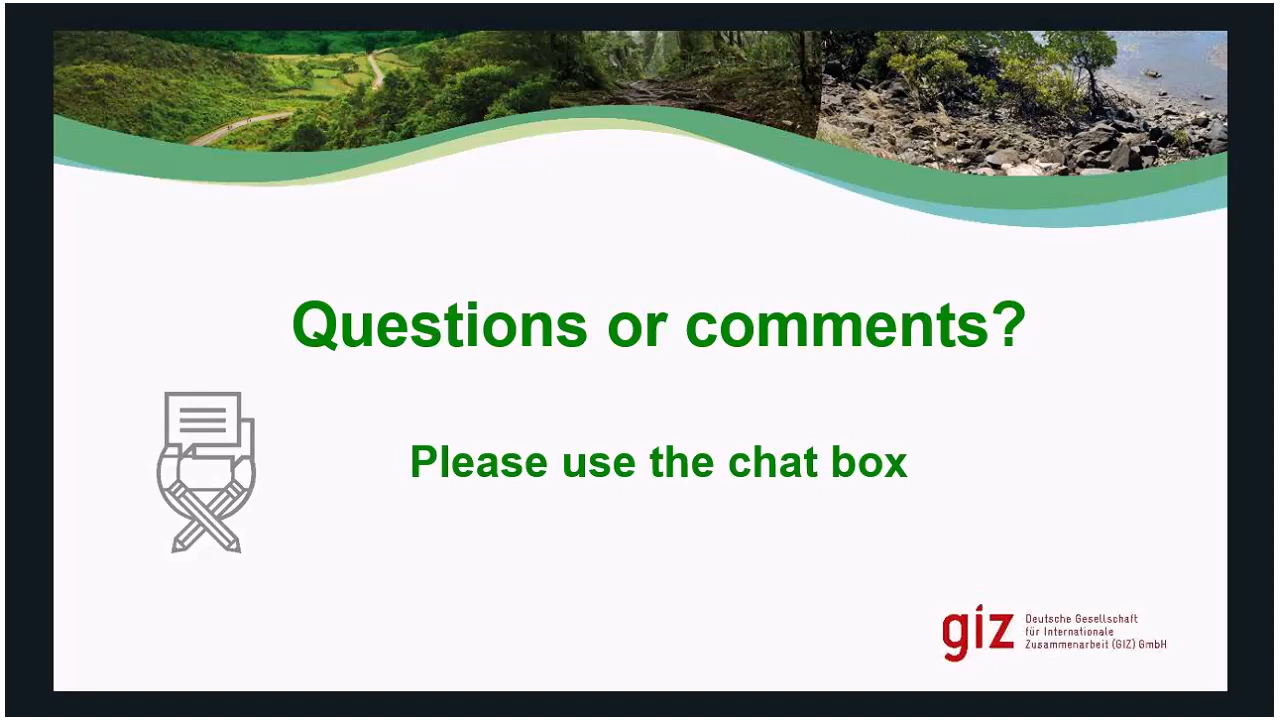 Questions or comments?
Please use the chat box
giz
Deutsche Gesellschaft
für Internationale
Zusammenarbeit (GIZ) GmbH